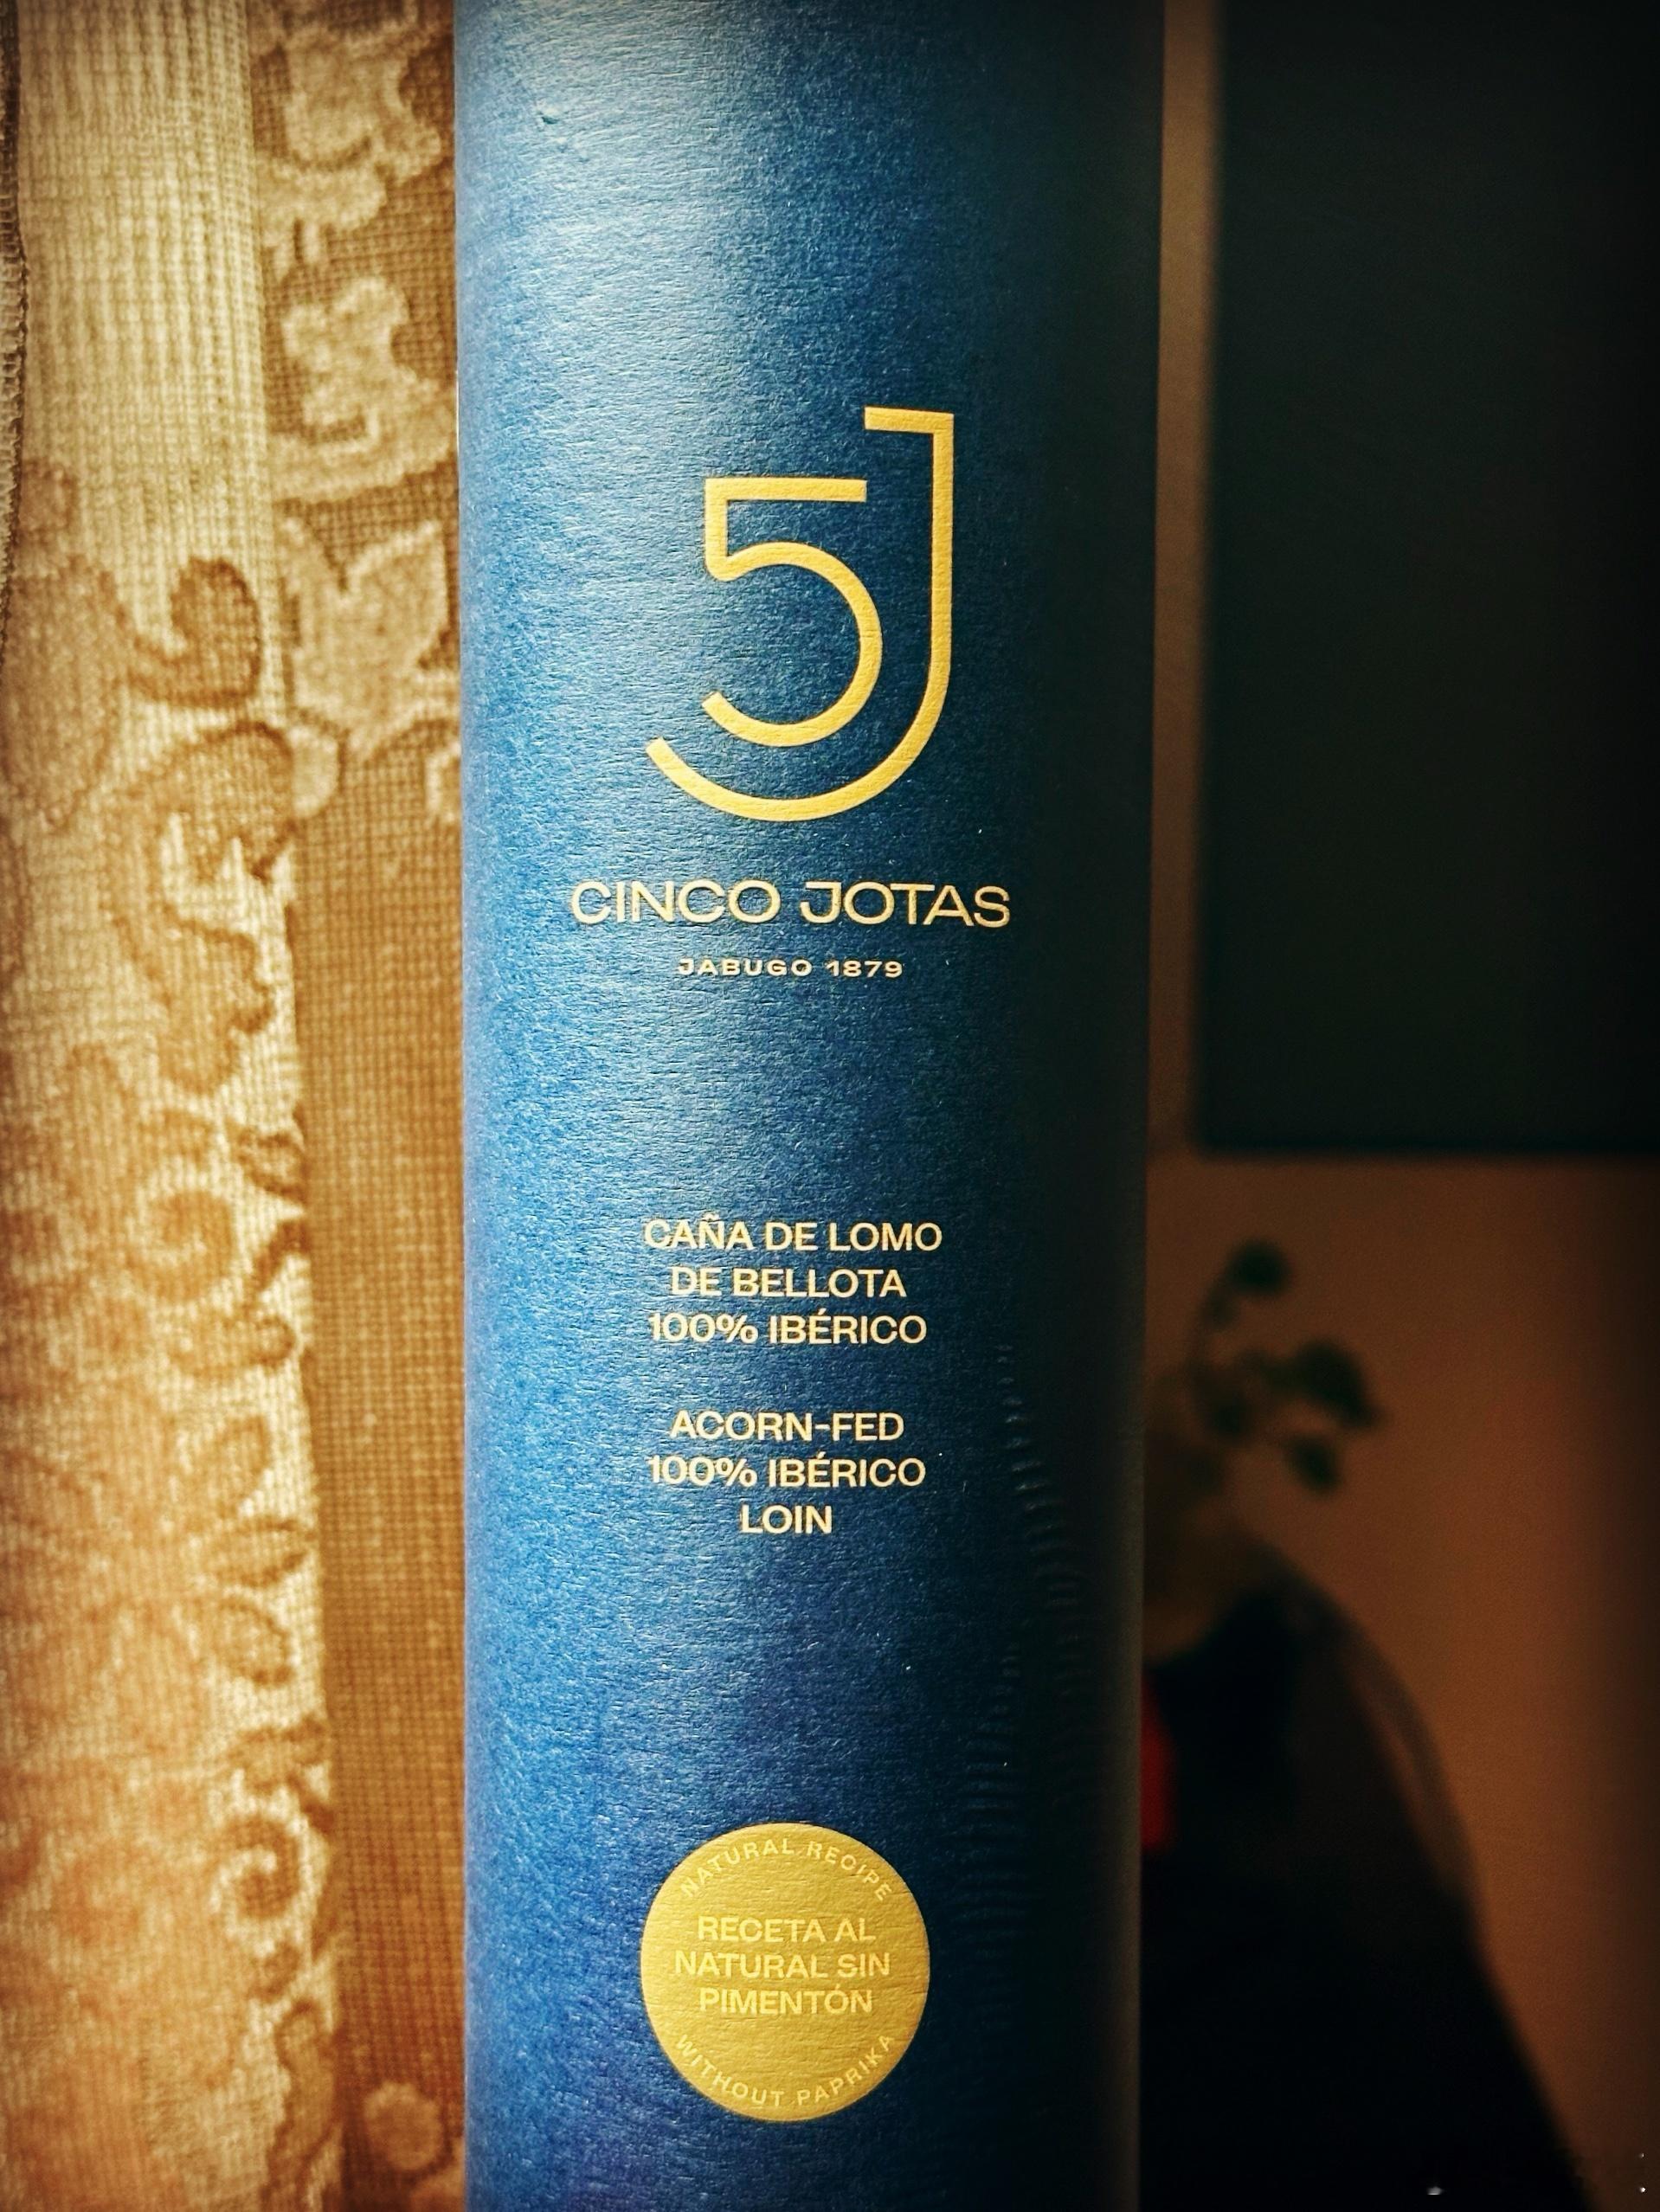 5J
CINCO JOTAS
JABUGO 1879
CAÑA DE LOMO
DE BELLOTA
100% IBÉRICO
ACORN-FED
100% IBÉRICO
LOIN
NATURAL RECIPE
RECETA AL
NATURAL SIN
PIMENTÓN
WITHOUT PAPRIKA